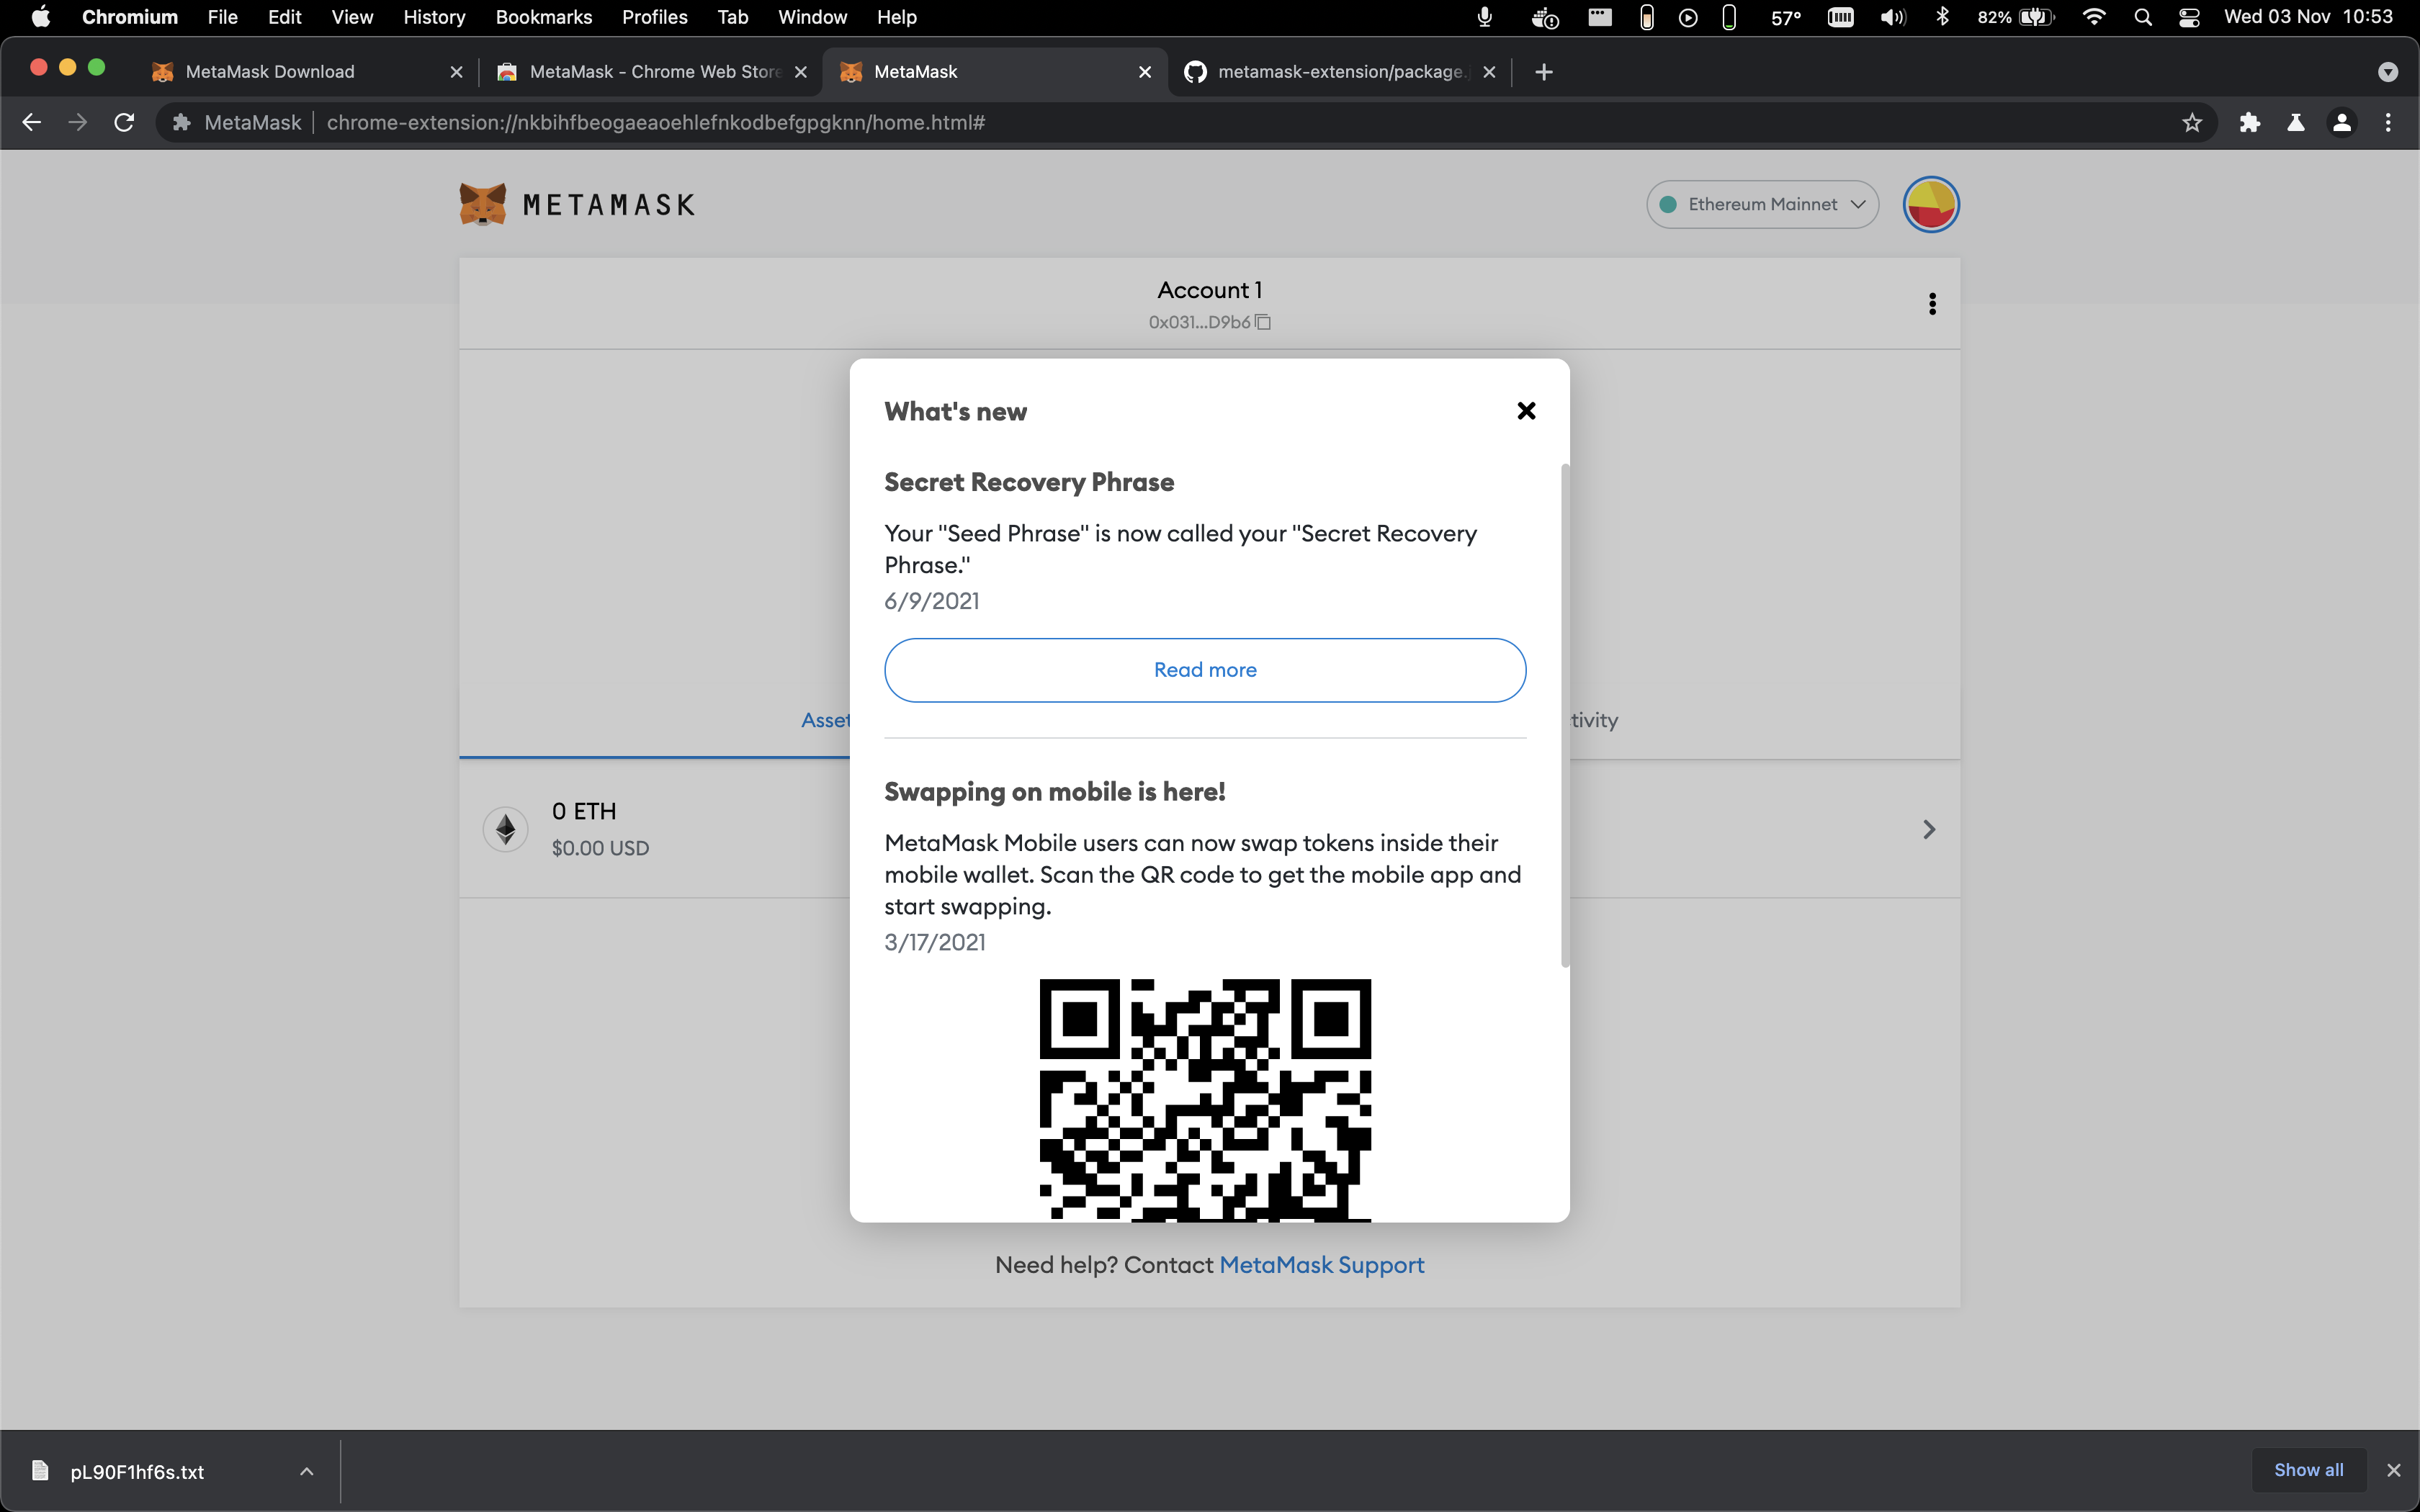 Chromium File Edit View History Bookmarks Profiles Tab Window Help 57° 82% Wed 03 Nov 10:53
MetaMask Download MetaMask - Chrome Web Store MetaMask metamask-extension/package.j
MetaMask chrome-extension://nkbihfbeogaeaoehlefnkodbefgpgknn/home.html#
METAMASK Ethereum Mainnet
Account 1
0x031...D9b6
What's new
Secret Recovery Phrase
Your "Seed Phrase" is now called your "Secret Recovery
Phrase."
6/9/2021
Read more
Asset tivity
Swapping on mobile is here!
0 ETH
$0.00 USD
MetaMask Mobile users can now swap tokens inside their
mobile wallet. Scan the QR code to get the mobile app and
start swapping.
3/17/2021
Need help? Contact MetaMask Support
pL90F1hf6s.txt Show all